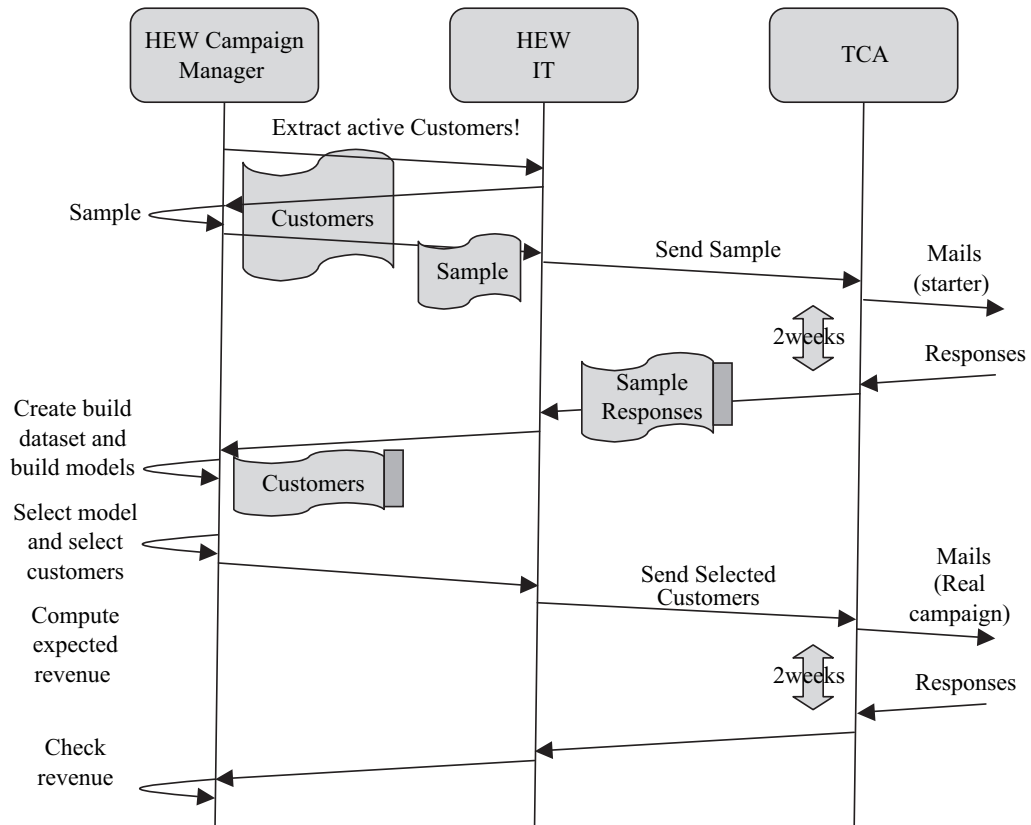 HEW Campaign
Manager
HEW
IT
TCA
Extract active Customers!
Customers
Sample
Sample
Send Sample
Mails
(starter)
2weeks
Responses
Sample
Responses
Create build
dataset and
build models
Customers
Select model
and select
customers
Send Selected
Customers
Mails
(Real
campaign)
Compute
expected
revenue
2weeks
Responses
Check
revenue